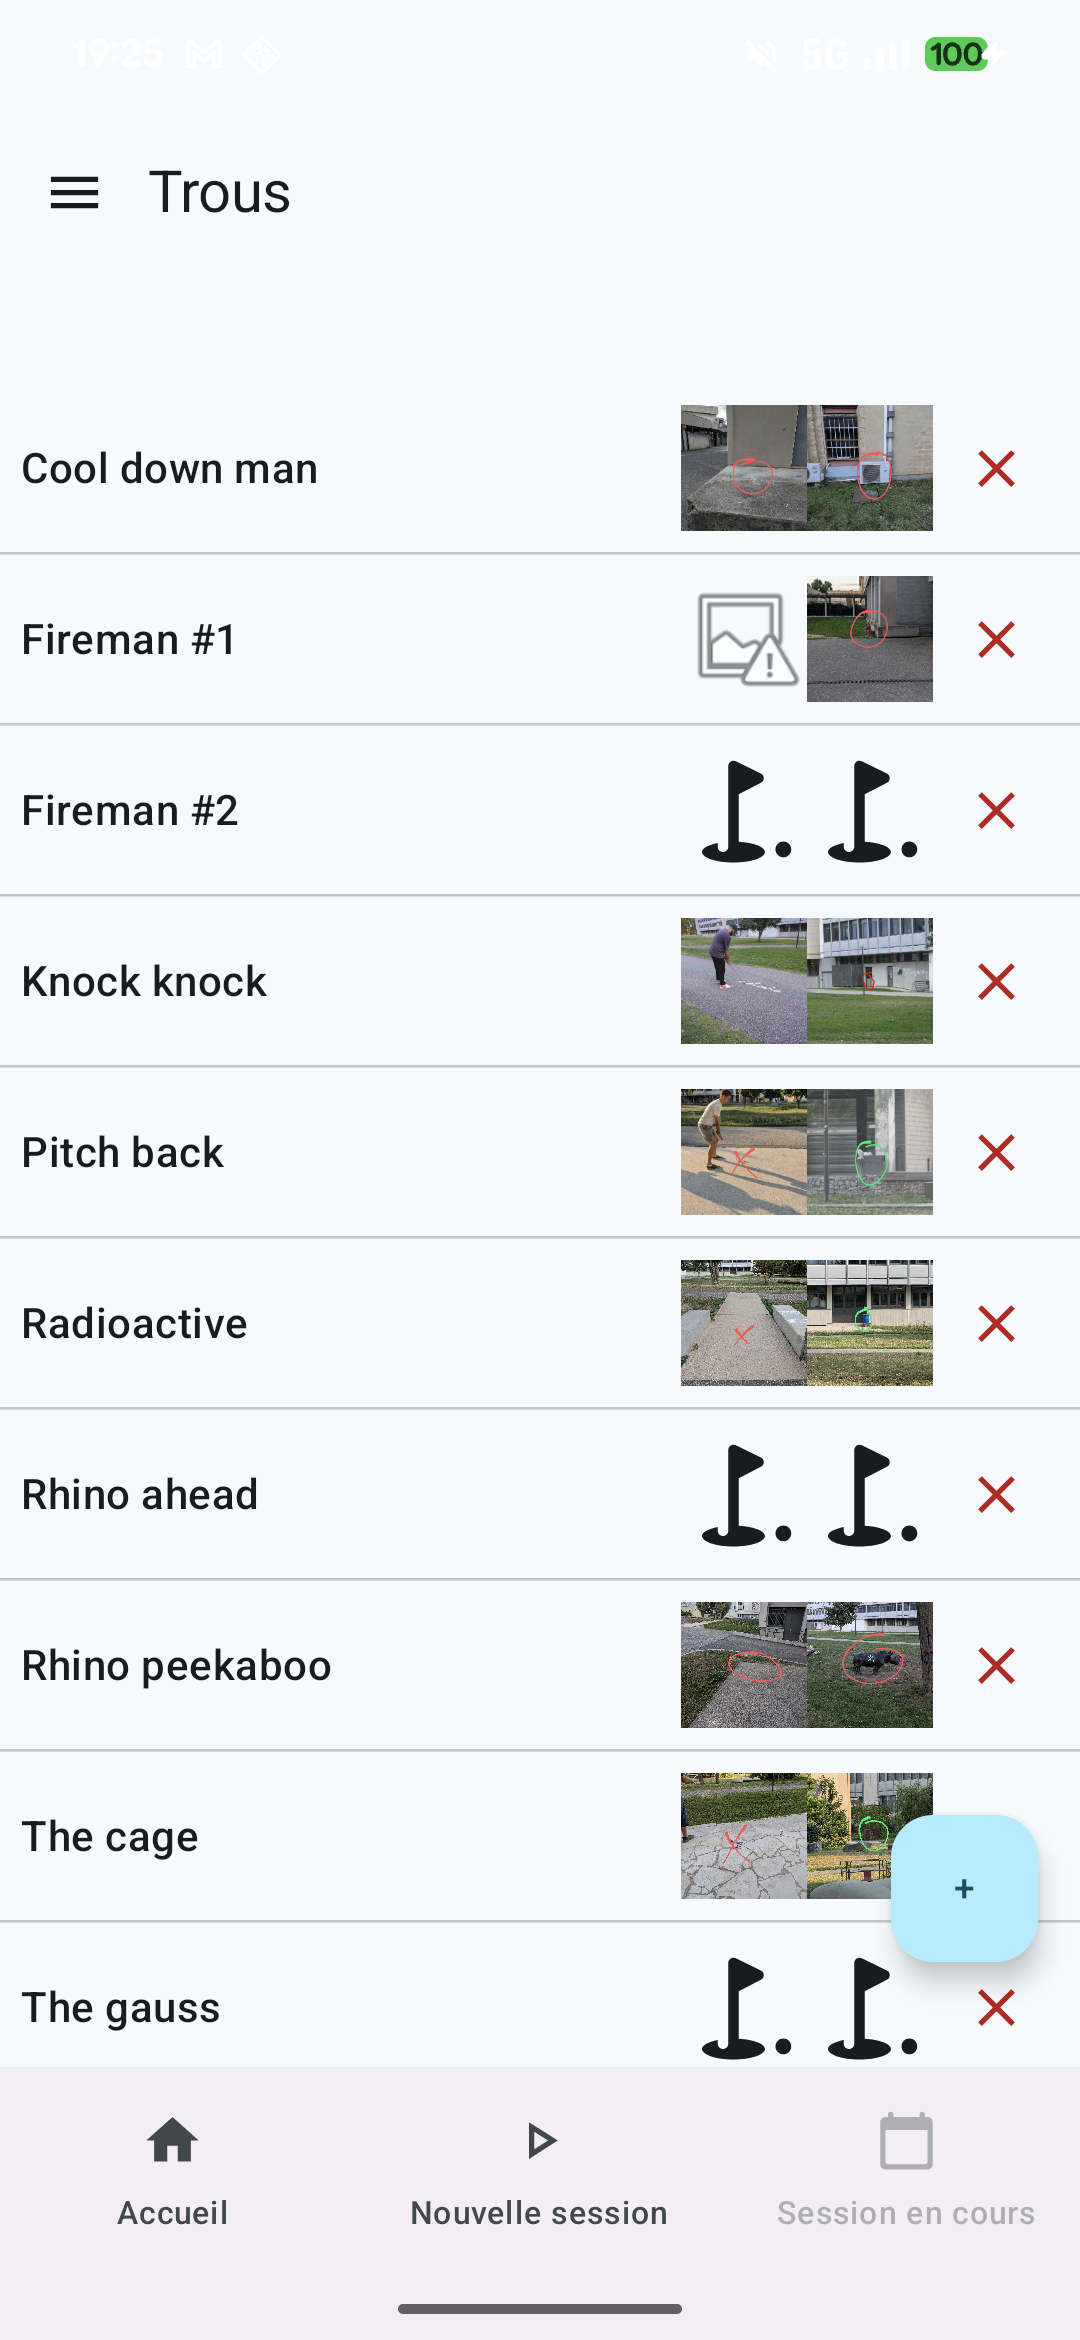 19:25
5G
100
Trous
Cool down man
Fireman #1
Fireman #2
Knock knock
Pitch back
Radioactive
Rhino ahead
Rhino peekaboo
The cage
+
The gauss
Accueil
Nouvelle session
Session en cours